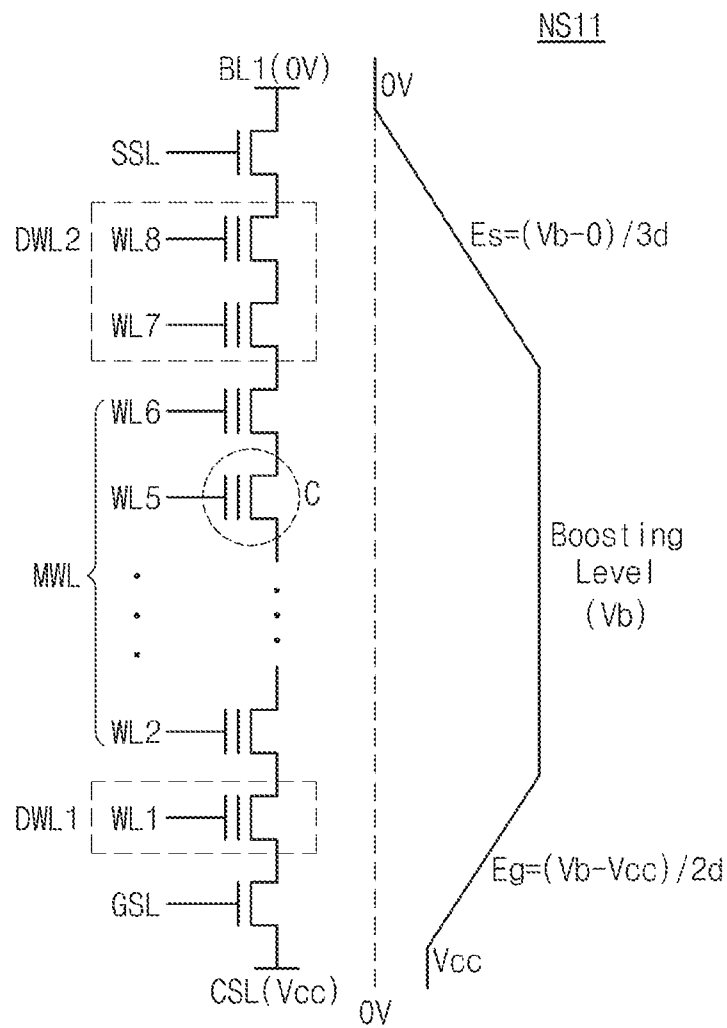 NS11
BL1(0V)
0V
SSL
DWL2
WL8
Es=(Vb-0)/3d
WL7
WL6
WL5
C
MWL
Boosting
Level
(Vb)
WL2
DWL1
WL1
Eg=(Vb-Vcc)/2d
GSL
Vcc
CSL(Vcc)
0V